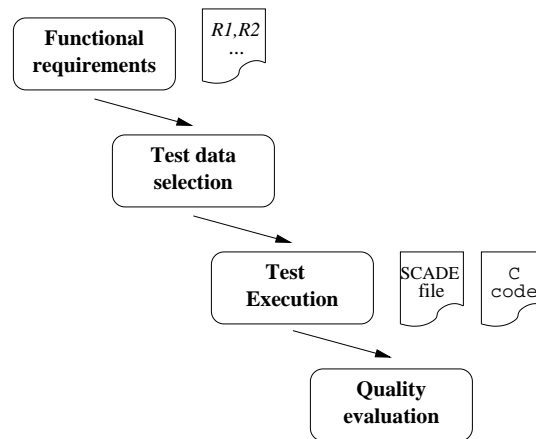 Functional
requirements
R1,R2
...
Test data
selection
Test
Execution
SCADE
file
C
code
Quality
evaluation